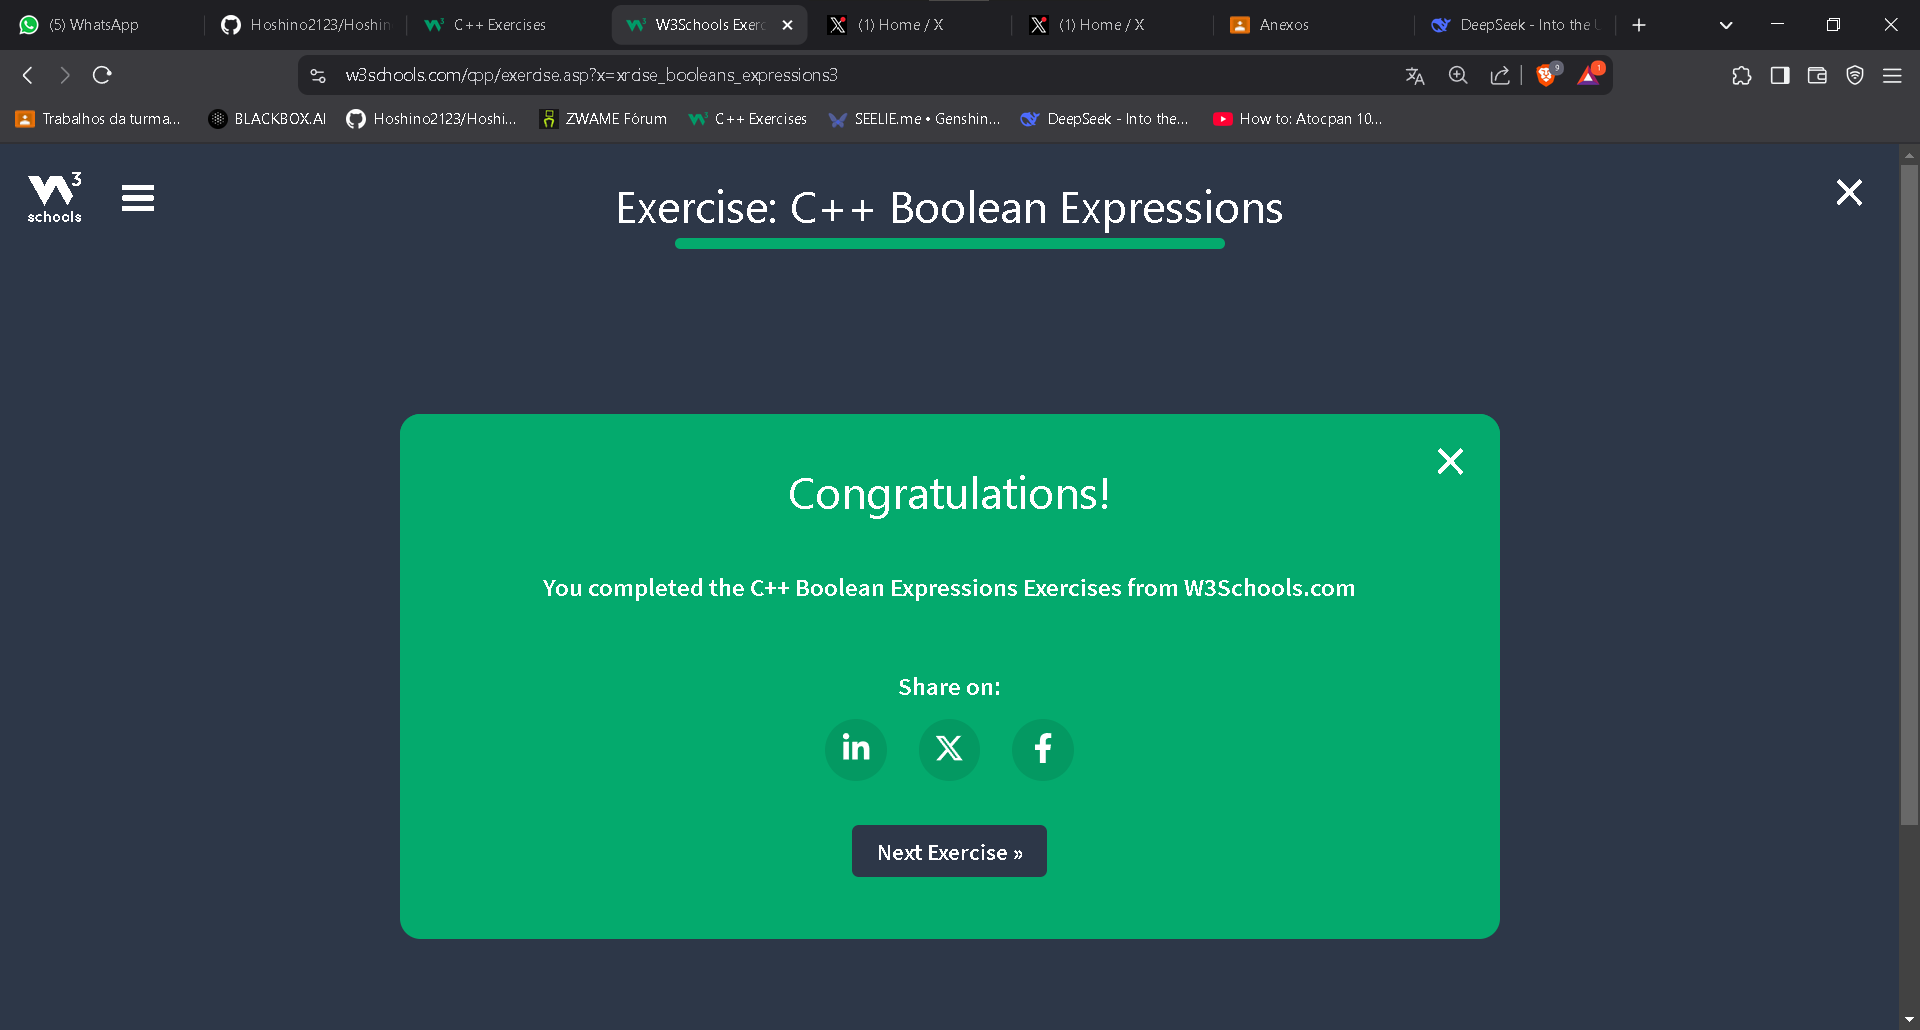 (5) WhatsApp
Hoshino2123/Hoshin
C++ Exercises
W3Schools Exerc
(1) Home / X
(1) Home / X
Anexos
DeepSeek - Into the U
w3schools.com/cpp/exercise.asp?x=xrcise_booleans_expressions3
9
1
Trabalhos da turma...
BLACKBOX.AI
Hoshino2123/Hoshi...
ZWAME Fórum
C++ Exercises
SEELIE.me • Genshin...
DeepSeek - Into the...
How to: Atocpan 10...
W3
schools
Exercise: C++ Boolean Expressions
Congratulations!
You completed the C++ Boolean Expressions Exercises from W3Schools.com
Share on:
in X f
Next Exercise »